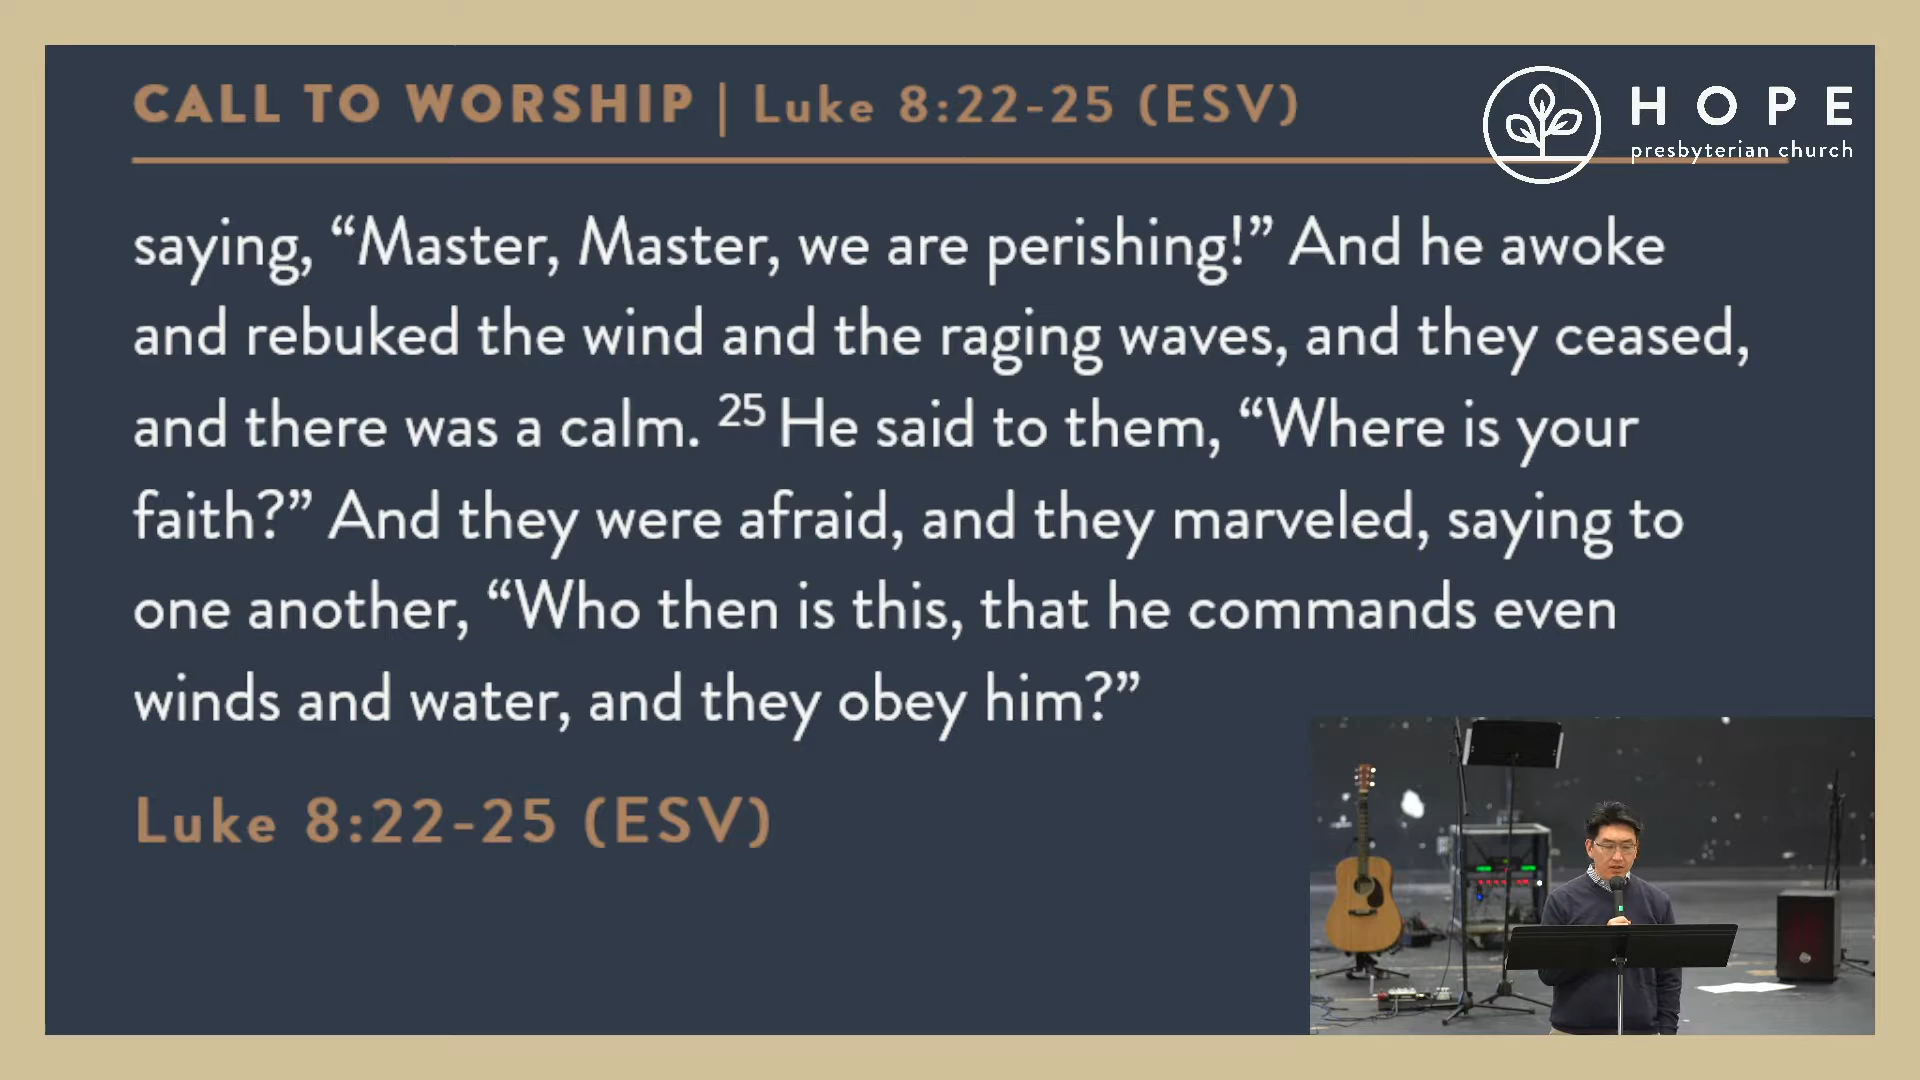 CALL TO WORSHIP | Luke 8:22-25 (ESV)
HOPE
presbyterian church
saying, “Master, Master, we are perishing!” And he awoke
and rebuked the wind and the raging waves, and they ceased,
and there was a calm. 25 He said to them, “Where is your
faith?” And they were afraid, and they marveled, saying to
one another, “Who then is this, that he commands even
winds and water, and they obey him?”
Luke 8:22-25 (ESV)